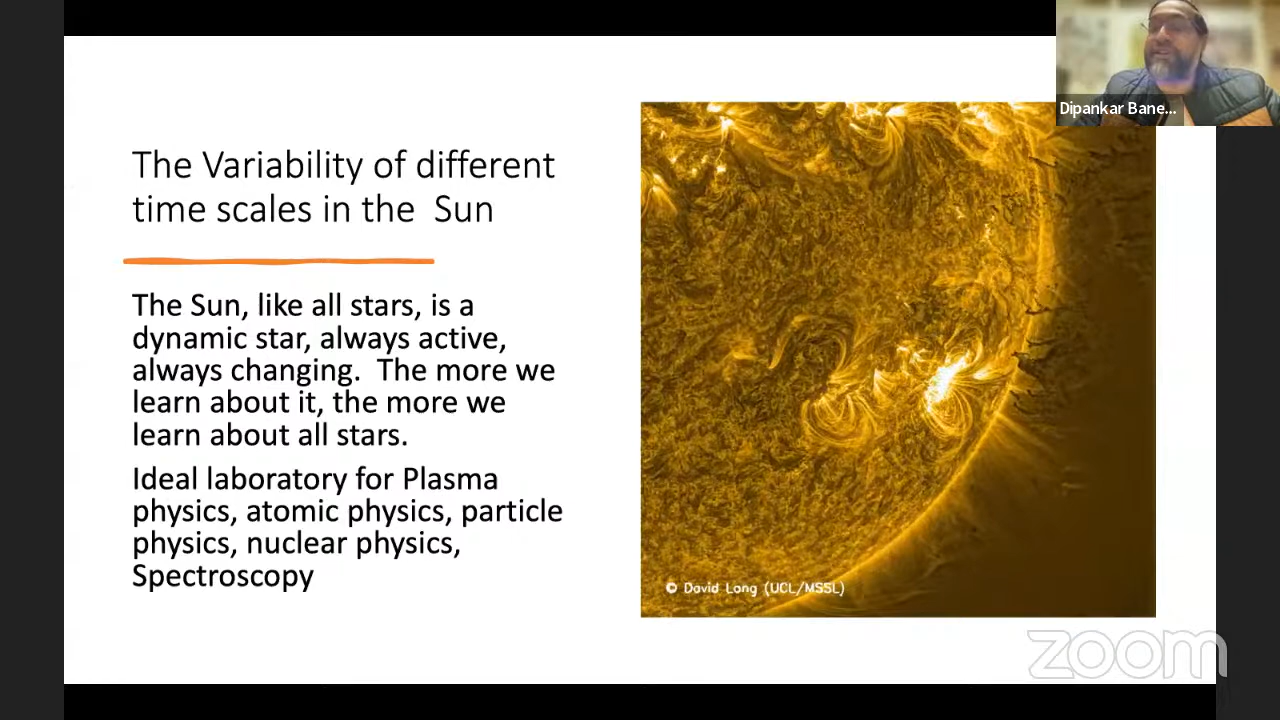 Dipankar Bane...
The Variability of different
time scales in the Sun
The Sun, like all stars, is a
dynamic star, always active,
always changing. The more we
learn about it, the more we
learn about all stars.
Ideal laboratory for Plasma
physics, atomic physics, particle
physics, nuclear physics,
Spectroscopy
© David Long (UCL/MSSL)
zoom